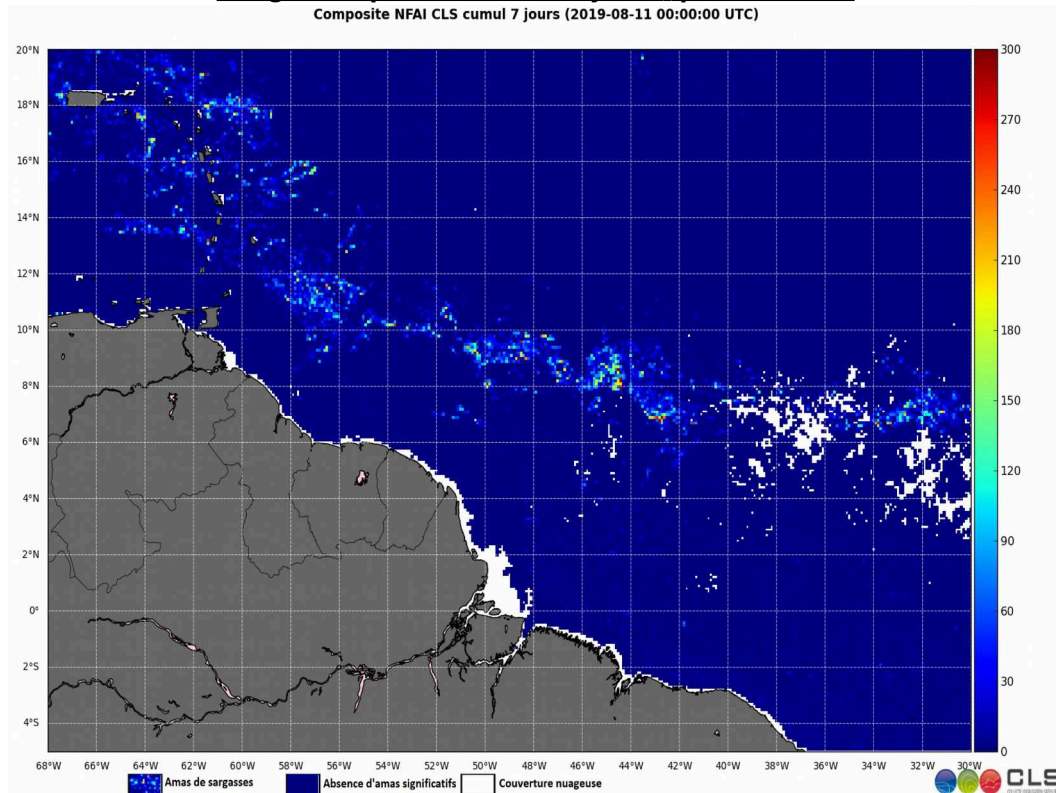 Composite NFAI CLS cumul 7 jours (2019-08-11 00:00:00 UTC)
20°N
18°N
16°N
14°N
12°N
10°N
8°N
6°N
4°N
2°N
0°
2°S
4°S
300
270
240
210
180
150
120
90
60
30
0
68°W 66°W 64°W 62°W 60°W 58°W 56°W 54°W 52°W 50°W 48°W 46°W 44°W 42°W 40°W 38°W 36°W 34°W 32°W 30°W
Amas de sargasses Absence d'amas significatifs Couverture nuageuse
CLS